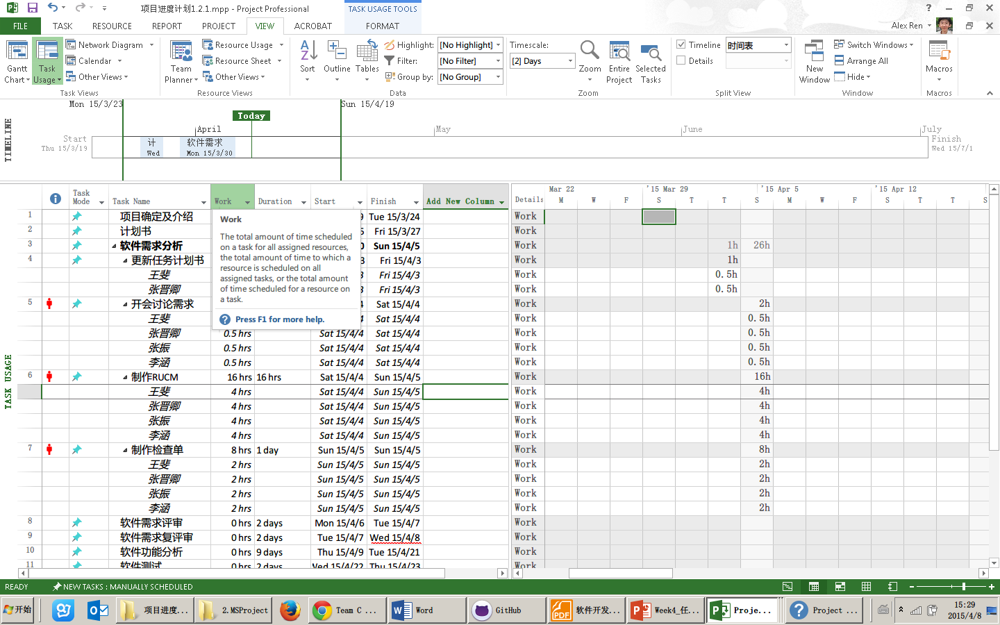 项目进度计划1.2.1.mpp - Project Professional
TASK USAGE TOOLS
FILE TASK RESOURCE REPORT PROJECT VIEW ACROBAT FORMAT
Alex Ren
Gantt Chart
Task Usage
Network Diagram
Calendar
Other Views
Task Views
Team Planner
Resource Usage
Resource Sheet
Other Views
Resource Views
Sort
Outline
Tables
Highlight: [No Highlight]
Filter: [No Filter]
Group by: [No Group]
Data
Timescale:
[2] Days
Zoom
Entire Project
Selected Tasks
Zoom
Timeline 时间表
Details
Split View
New Window
Switch Windows
Arrange All
Hide
Window
Macros
Macros
TIMELINE
Mon 15/3/23 Sun 15/4/19
Today
April May June July
Start
Thu 15/3/19
计
Wed
软件需求
Mon 15/3/30
Finish
Wed 15/7/1
TASK USAGE
Task Mode Task Name Work Duration Start Finish Add New Column
Details Mar 22 '15 Mar 29 '15 Apr 5 '15 Apr 12
M W F S T T S M W F S T T S
1 项目确定及介绍 9 Tue 15/3/24 Work
2 计划书 5 Fri 15/3/27 Work
3 软件需求分析 0 Sun 15/4/5 Work 1h 26h
4 更新任务计划书 3 Fri 15/4/3 Work 1h
王斐 3 Fri 15/4/3 Work 0.5h
张晋卿 3 Fri 15/4/3 Work 0.5h
5 开会讨论需求 4 Sat 15/4/4 Work 2h
王斐 4 Sat 15/4/4 Work 0.5h
张晋卿 0.5 hrs Sat 15/4/4 Sat 15/4/4 Work 0.5h
张振 0.5 hrs Sat 15/4/4 Sat 15/4/4 Work 0.5h
李涵 0.5 hrs Sat 15/4/4 Sat 15/4/4 Work 0.5h
6 制作RUCM 16 hrs 16 hrs Sat 15/4/4 Sun 15/4/5 Work 16h
王斐 4 hrs Sat 15/4/4 Sun 15/4/5 Work 4h
张晋卿 4 hrs Sat 15/4/4 Sun 15/4/5 Work 4h
张振 4 hrs Sat 15/4/4 Sun 15/4/5 Work 4h
李涵 4 hrs Sat 15/4/4 Sun 15/4/5 Work 4h
7 制作检查单 8 hrs 1 day Sun 15/4/5 Sun 15/4/5 Work 8h
王斐 2 hrs Sun 15/4/5 Sun 15/4/5 Work 2h
张晋卿 2 hrs Sun 15/4/5 Sun 15/4/5 Work 2h
张振 2 hrs Sun 15/4/5 Sun 15/4/5 Work 2h
李涵 2 hrs Sun 15/4/5 Sun 15/4/5 Work 2h
8 软件需求评审 0 hrs 2 days Mon 15/4/6 Tue 15/4/7 Work
9 软件需求复评审 0 hrs 2 days Tue 15/4/7 Wed 15/4/8 Work
10 软件功能分析 0 hrs 9 days Thu 15/4/9 Tue 15/4/21 Work
11 软件测试 0 hrs 2 days Wed 15/4/22 Thu 15/4/23 Work
Work
The total amount of time scheduled
on a task for all assigned resources,
the total amount of time to which a
resource is scheduled on all
assigned tasks, or the total amount
of time scheduled for a resource on
a task.
Press F1 for more help.
READY NEW TASKS : MANUALLY SCHEDULED
开始 项目进度... 2.MSProject Team C ... Word GitHub 软件开发... Week4_任... Proje... Project ...
15:29
2015/4/8